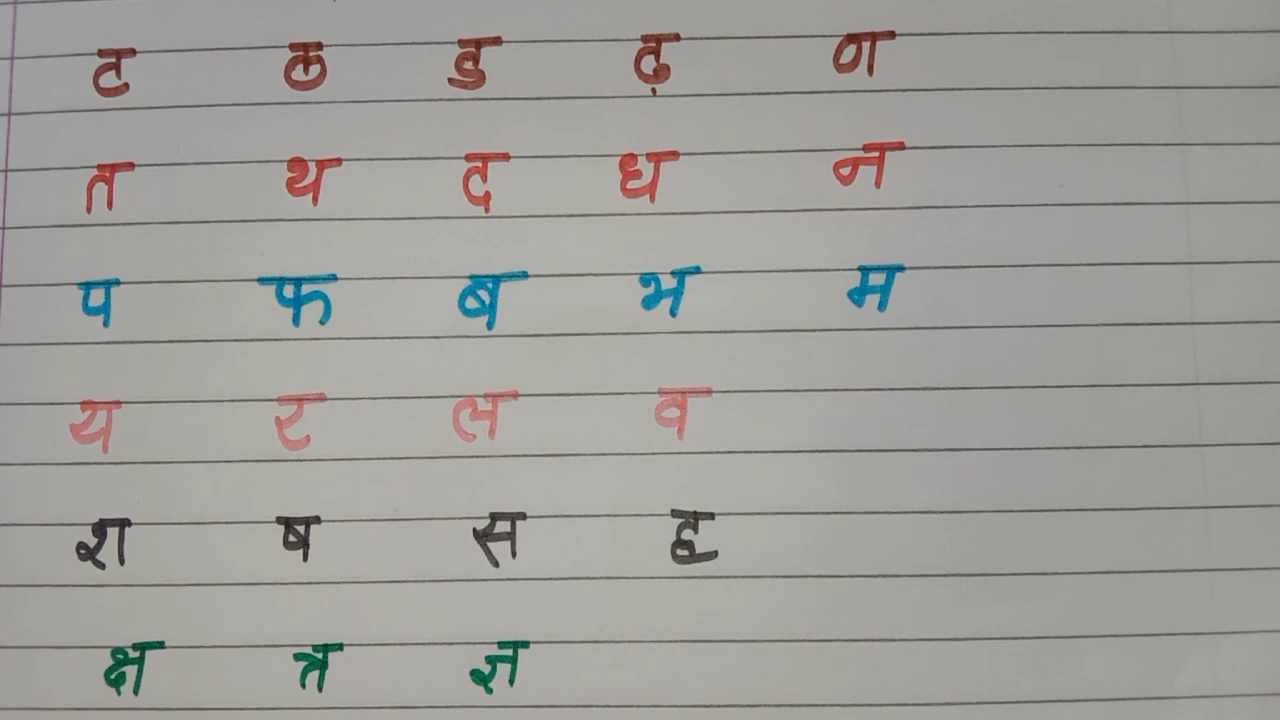 ट ठ ड ढ़ ण
त थ द ध न
प फ ब भ म
य र ल व
श ष स ह
क्ष त्र ज्ञ